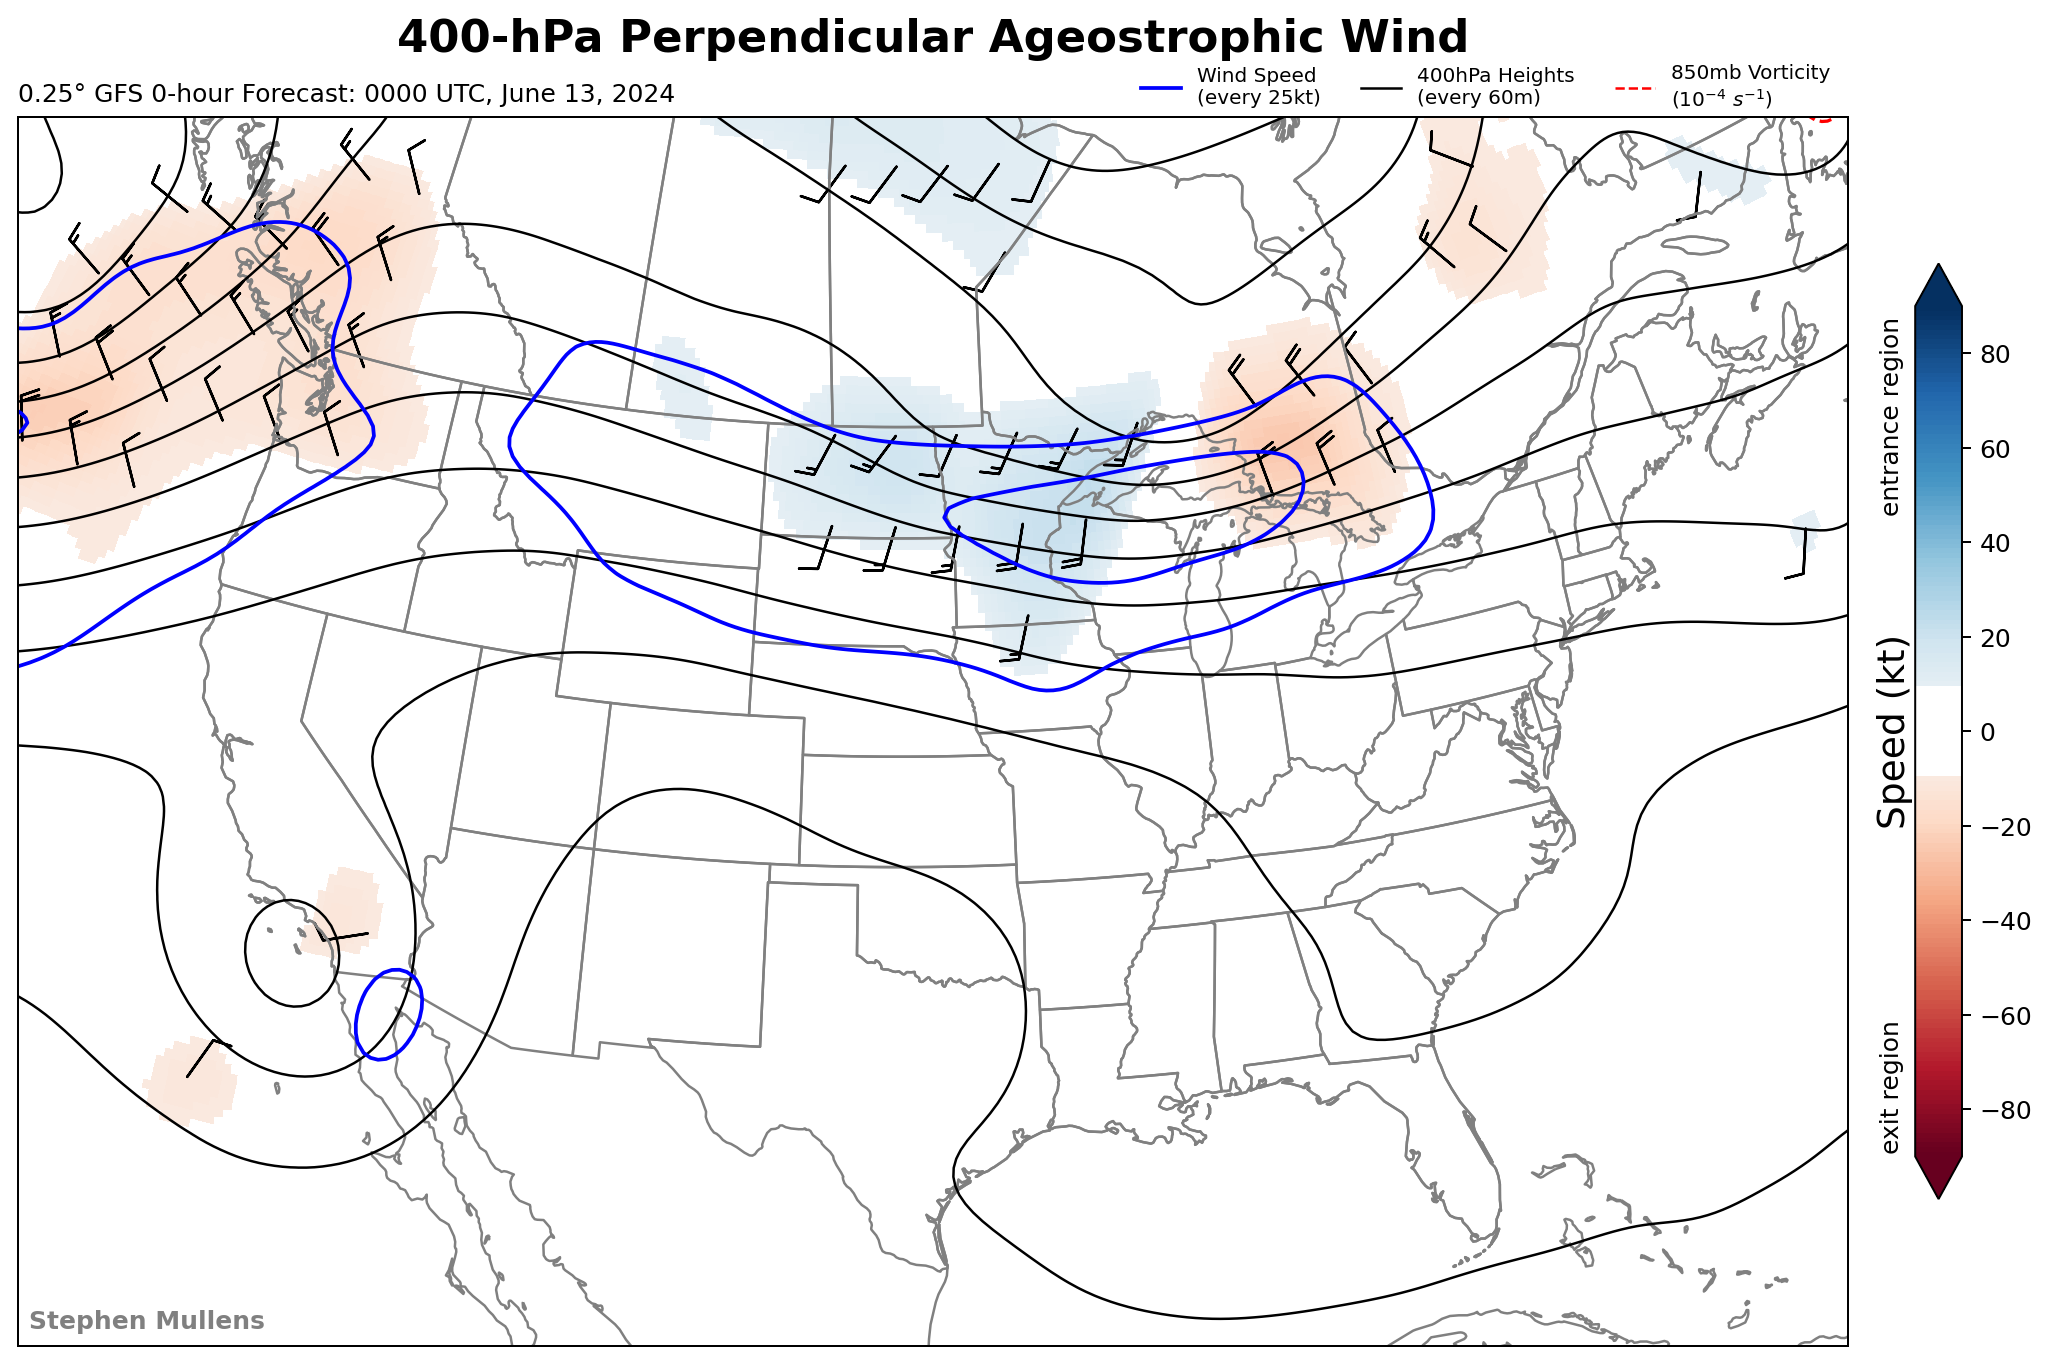 400-hPa Perpendicular Ageostrophic Wind
0.25° GFS 0-hour Forecast: 0000 UTC, June 13, 2024
Wind Speed
(every 25kt)
400hPa Heights
(every 60m)
850mb Vorticity
(10⁻⁴ s⁻¹)
entrance region
Speed (kt)
exit region
80
60
40
20
0
−20
−40
−60
−80
Stephen Mullens